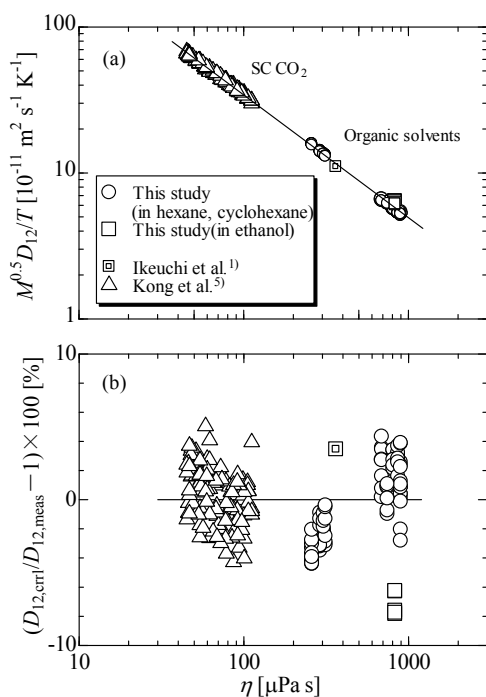 100
(a)
SC CO₂
Organic solvents
10
This study
(in hexane, cyclohexane)
This study(in ethanol)
Ikeuchi et al.¹⁾
Kong et al.⁵⁾
1
M⁰·⁵D₁₂/T [10⁻¹¹ m² s⁻¹ K⁻¹]
10
(b)
0
-10
(D₁₂,crrl/D₁₂,meas −1)×100 [%]
10
100
1000
η [μPa s]